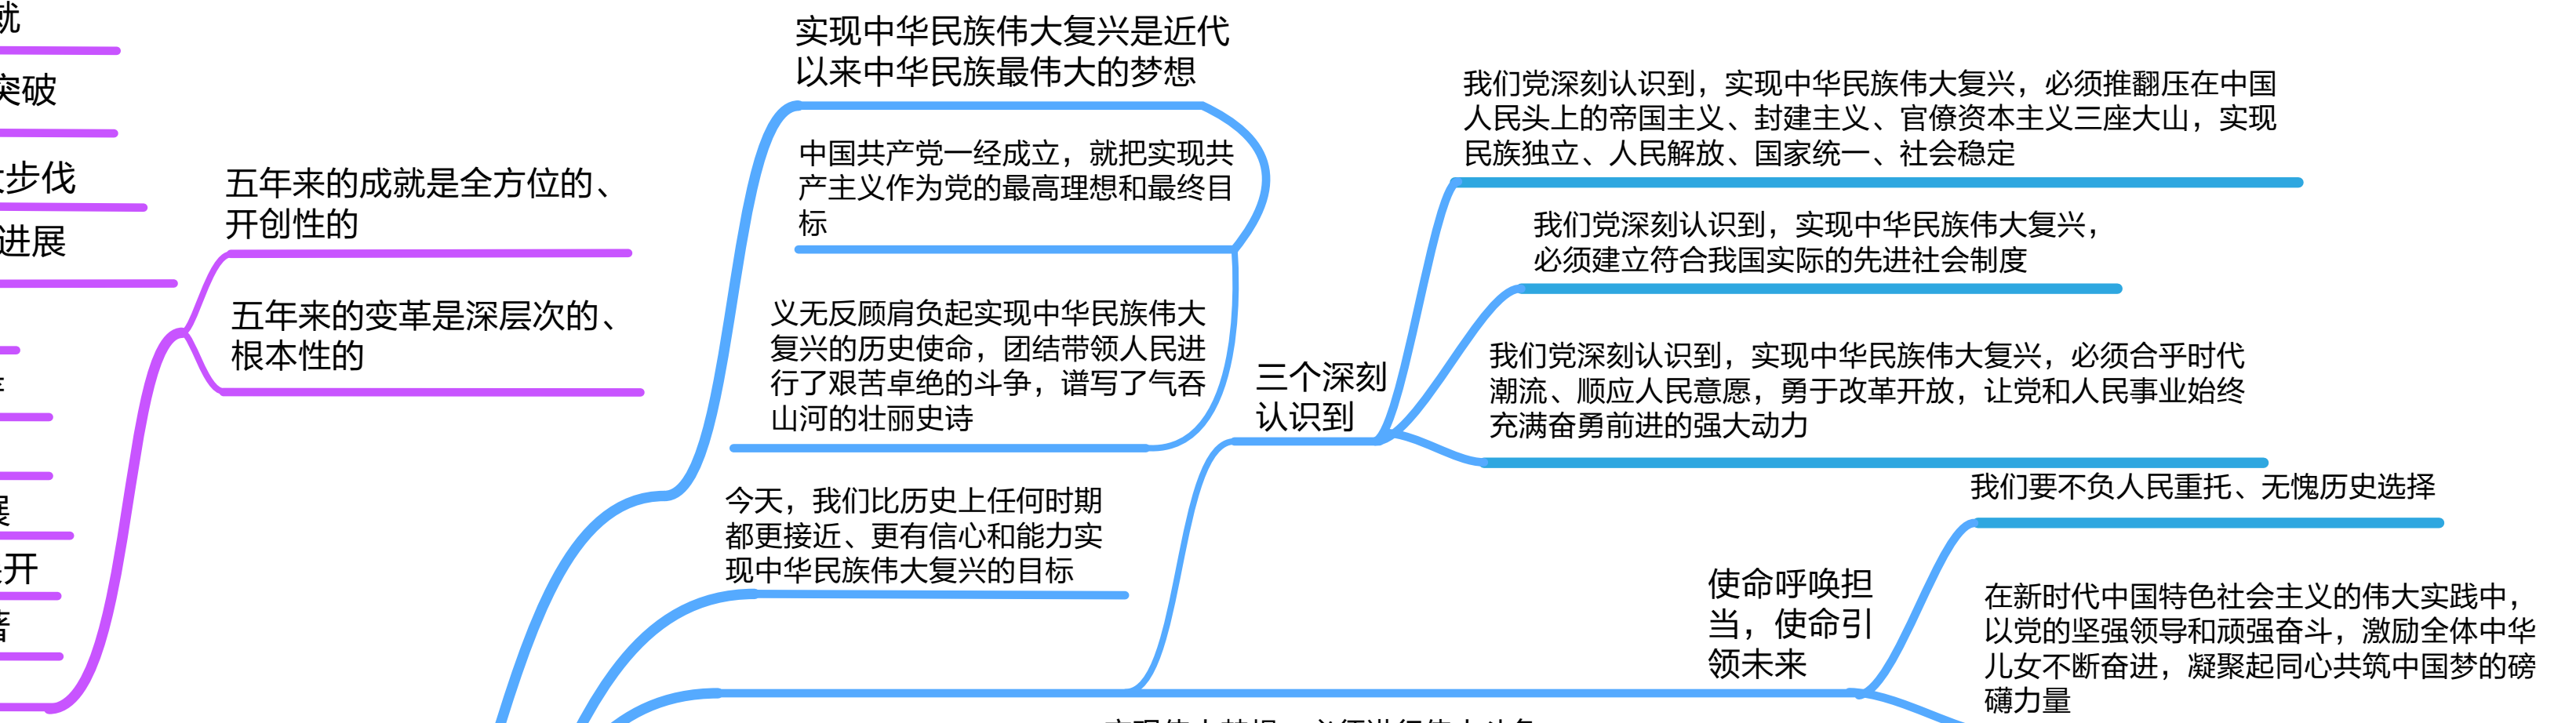 就
突破
步伐
进展
展
开
著
五年来的成就是全方位的、
开创性的
五年来的变革是深层次的、
根本性的
实现中华民族伟大复兴是近代
以来中华民族最伟大的梦想
中国共产党一经成立，就把实现共
产主义作为党的最高理想和最终目
标
义无反顾肩负起实现中华民族伟大
复兴的历史使命，团结带领人民进
行了艰苦卓绝的斗争，谱写了气吞
山河的壮丽史诗
今天，我们比历史上任何时期
都更接近、更有信心和能力实
现中华民族伟大复兴的目标
三个深刻
认识到
我们党深刻认识到，实现中华民族伟大复兴，必须推翻压在中国
人民头上的帝国主义、封建主义、官僚资本主义三座大山，实现
民族独立、人民解放、国家统一、社会稳定
我们党深刻认识到，实现中华民族伟大复兴，
必须建立符合我国实际的先进社会制度
我们党深刻认识到，实现中华民族伟大复兴，必须合乎时代
潮流、顺应人民意愿，勇于改革开放，让党和人民事业始终
充满奋勇前进的强大动力
使命呼唤担
当，使命引
领未来
我们要不负人民重托、无愧历史选择
在新时代中国特色社会主义的伟大实践中，
以党的坚强领导和顽强奋斗，激励全体中华
儿女不断奋进，凝聚起同心共筑中国梦的磅
礴力量